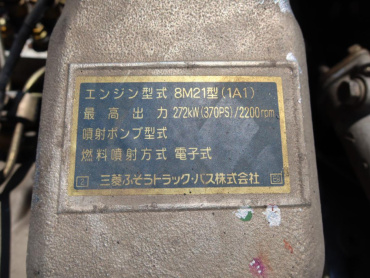 エンジン型式 8M21型(1A1)
最高出力 272kW(370PS)/2200rpm
噴射ポンプ型式
燃料噴射方式 電子式
三菱ふそうトラック・バス株式会社